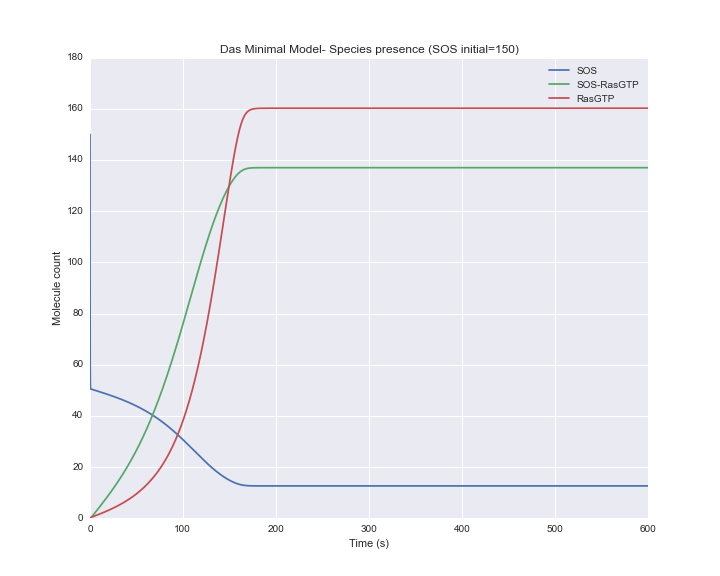 Das Minimal Model- Species presence (SOS initial=150)
180
160
140
120
100
80
60
40
20
0
Molecule count
SOS
SOS-RasGTP
RasGTP
0 100 200 300 400 500 600
Time (s)